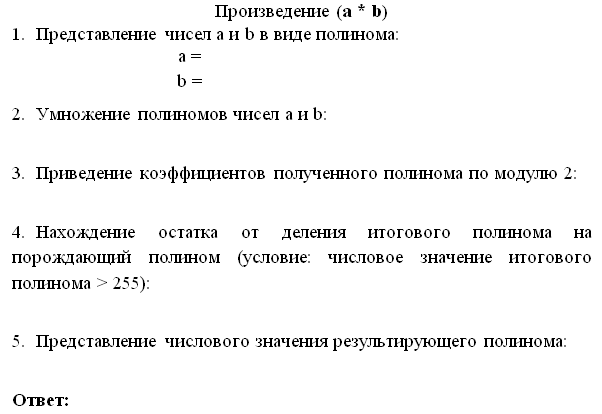 Произведение (a * b)
1. Представление чисел a и b в виде полинома:
a =
b =
2. Умножение полиномов чисел a и b:
3. Приведение коэффициентов полученного полинома по модулю 2:
4. Нахождение остатка от деления итогового полинома на
порождающий полином (условие: числовое значение итогового
полинома > 255):
5. Представление числового значения результирующего полинома:
Ответ: